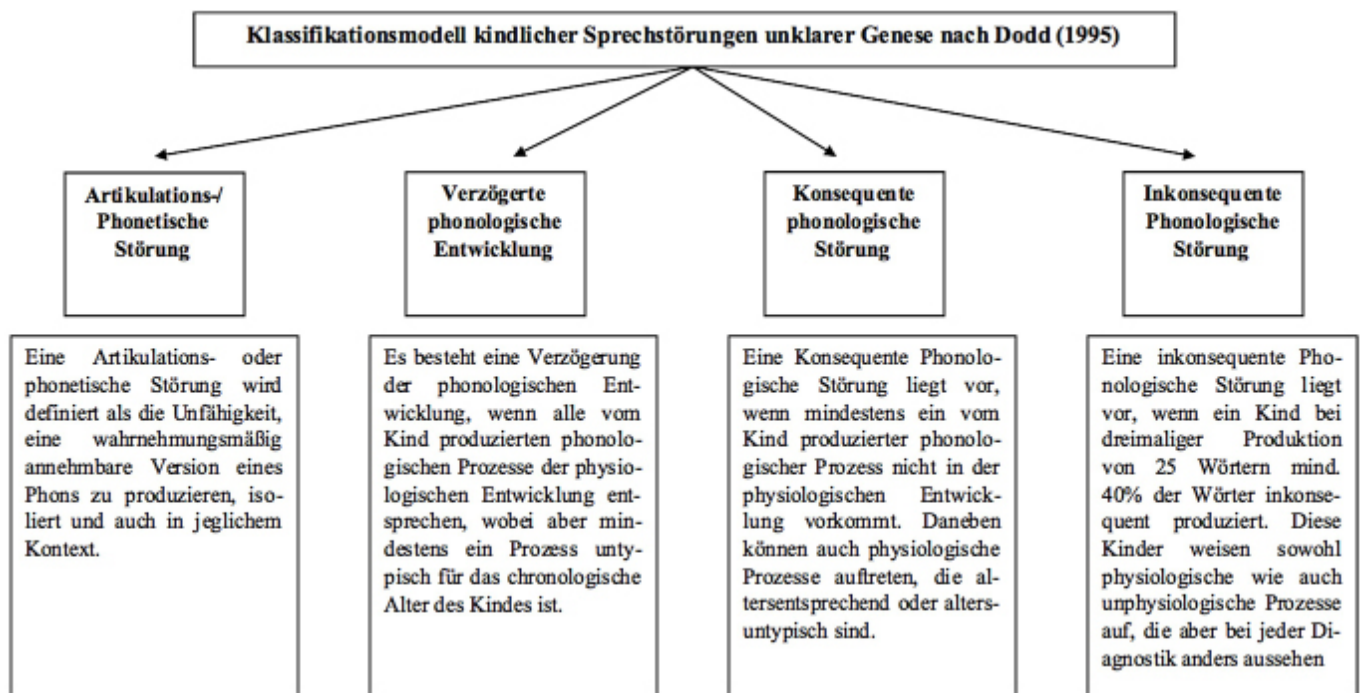 Klassifikationsmodell kindlicher Sprechstörungen unklarer Genese nach Dodd (1995)
Artikulations-/
Phonetische
Störung
Verzögerte
phonologische
Entwicklung
Konsequente
phonologische
Störung
Inkonsequente
Phonologische
Störung
Eine Artikulations- oder
phonetische Störung wird
definiert als die Unfähigkeit,
eine wahrnehmungsmäßig
annehmbare Version eines
Phons zu produzieren, iso-
liert und auch in jeglichem
Kontext.
Es besteht eine Verzögerung
der phonologischen Ent-
wicklung, wenn alle vom
Kind produzierten phonolo-
gischen Prozesse der physio-
logischen Entwicklung ent-
sprechen, wobei aber min-
destens ein Prozess unty-
pisch für das chronologische
Alter des Kindes ist.
Eine Konsequente Phonolo-
gische Störung liegt vor,
wenn mindestens ein vom
Kind produzierter phonolo-
gischer Prozess nicht in der
physiologischen Entwick-
lung vorkommt. Daneben
können auch physiologische
Prozesse auftreten, die al-
tersentsprechend oder alters-
untypisch sind.
Eine inkonsequente Pho-
nologische Störung liegt
vor, wenn ein Kind bei
dreimaliger Produktion
von 25 Wörtern mind.
40% der Wörter inkonse-
quent produziert. Diese
Kinder weisen sowohl
physiologische wie auch
unphysiologische Prozesse
auf, die aber bei jeder Di-
agnostik anders aussehen